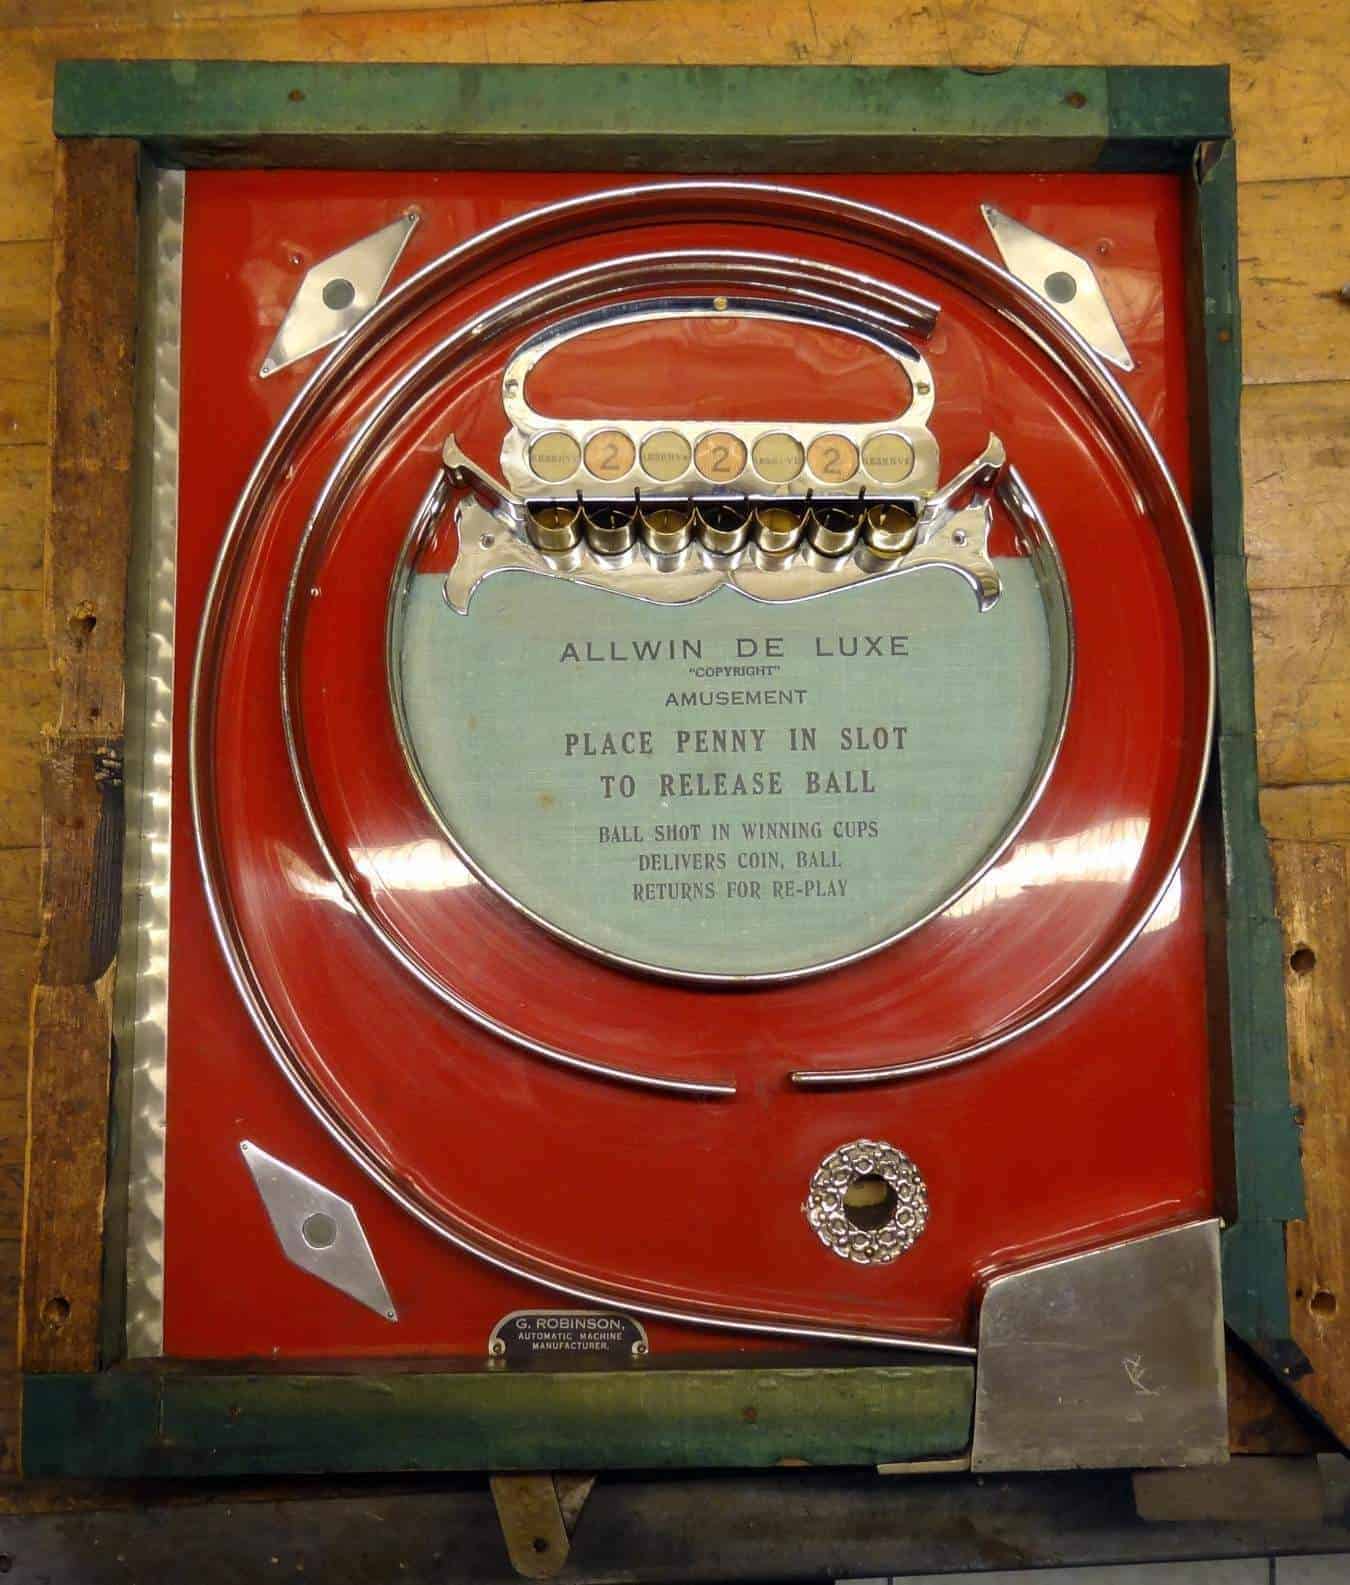 RESERVE 2 RESERVE 2 RESERVE 2 RESERVE
ALLWIN DE LUXE
"COPYRIGHT"
AMUSEMENT
PLACE PENNY IN SLOT
TO RELEASE BALL
BALL SHOT IN WINNING CUPS
DELIVERS COIN, BALL
RETURNS FOR RE-PLAY
G. ROBINSON,
AUTOMATIC MACHINE
MANUFACTURER.